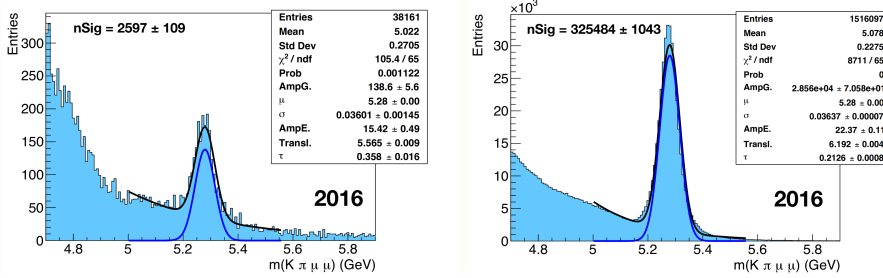 Entries
300
250
200
150
100
50
0
nSig = 2597 ± 109
Entries 38161
Mean 5.022
Std Dev 0.2705
χ² / ndf 105.4 / 65
Prob 0.001122
AmpG. 138.6 ± 5.6
μ 5.28 ± 0.00
σ 0.03601 ± 0.00145
AmpE. 15.42 ± 0.49
Transl. 5.565 ± 0.009
τ 0.358 ± 0.016
2016
4.8 5 5.2 5.4 5.6 5.8
m(K π μ μ) (GeV)
×10³
Entries
30
25
20
15
10
5
0
nSig = 325484 ± 1043
Entries 1516097
Mean 5.078
Std Dev 0.2275
χ² / ndf 8711 / 65
Prob 0
AmpG. 2.856e+04 ± 7.058e+01
μ 5.28 ± 0.00
σ 0.03637 ± 0.00007
AmpE. 22.37 ± 0.11
Transl. 6.192 ± 0.004
τ 0.2126 ± 0.0008
2016
4.8 5 5.2 5.4 5.6 5.8
m(K π μ μ) (GeV)